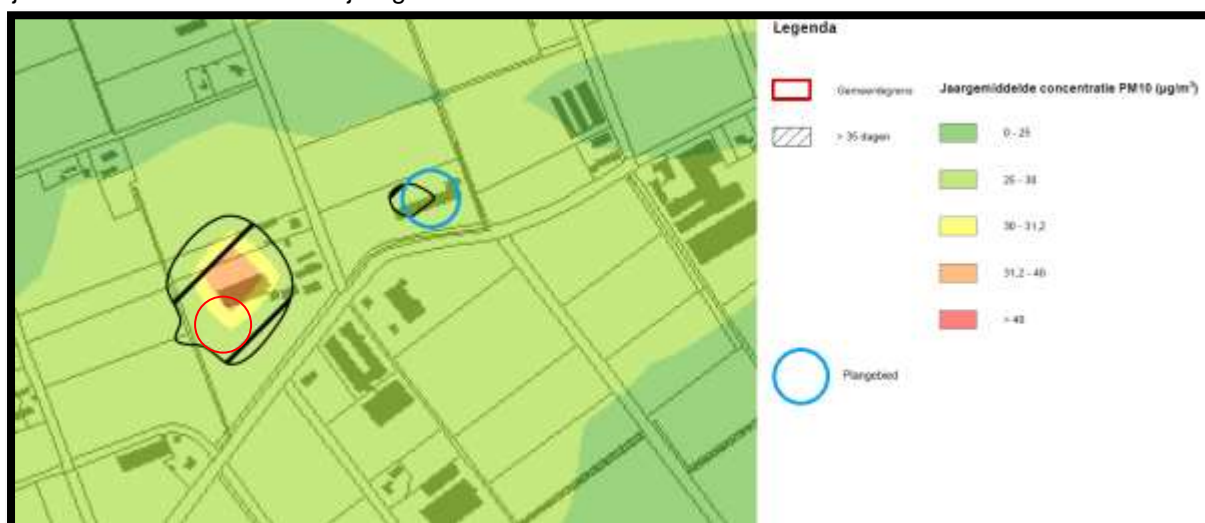 Legenda
Gemeentegrens
> 35 dagen
Jaargemiddelde concentratie PM10 (µg/m³)
0 - 25
25 - 30
30 - 31,2
31,2 - 40
> 40
Plangebied